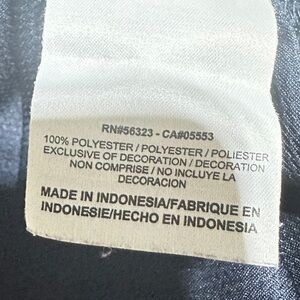 RN#56323 - CA#05553
100% POLYESTER / POLYESTER / POLIESTER
EXCLUSIVE OF DECORATION / DECORATION
NON COMPRISE / NO INCLUYE LA
DECORACION
MADE IN INDONESIA/FABRIQUE EN
INDONESIE/HECHO EN INDONESIA